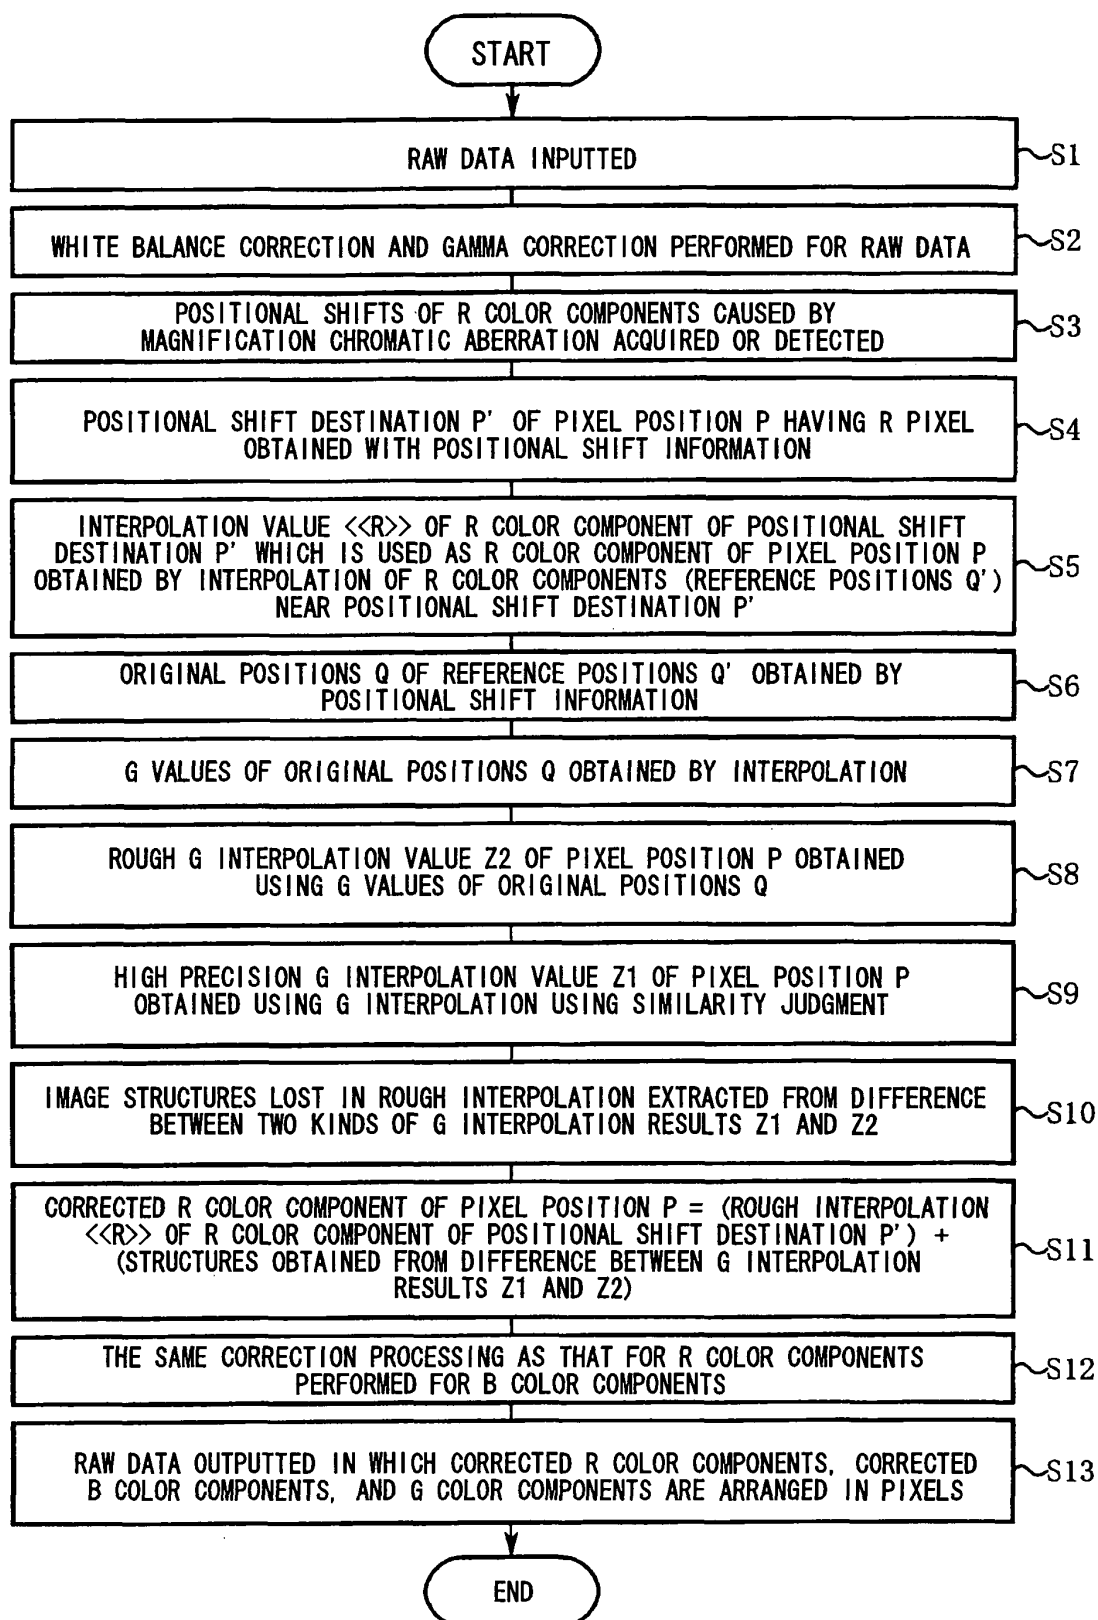 START
RAW DATA INPUTTED
S1
WHITE BALANCE CORRECTION AND GAMMA CORRECTION PERFORMED FOR RAW DATA
S2
POSITIONAL SHIFTS OF R COLOR COMPONENTS CAUSED BY
MAGNIFICATION CHROMATIC ABERRATION ACQUIRED OR DETECTED
S3
POSITIONAL SHIFT DESTINATION P' OF PIXEL POSITION P HAVING R PIXEL
OBTAINED WITH POSITIONAL SHIFT INFORMATION
S4
INTERPOLATION VALUE <<R>> OF R COLOR COMPONENT OF POSITIONAL SHIFT
DESTINATION P' WHICH IS USED AS R COLOR COMPONENT OF PIXEL POSITION P
OBTAINED BY INTERPOLATION OF R COLOR COMPONENTS (REFERENCE POSITIONS Q')
NEAR POSITIONAL SHIFT DESTINATION P'
S5
ORIGINAL POSITIONS Q OF REFERENCE POSITIONS Q' OBTAINED BY
POSITIONAL SHIFT INFORMATION
S6
G VALUES OF ORIGINAL POSITIONS Q OBTAINED BY INTERPOLATION
S7
ROUGH G INTERPOLATION VALUE Z2 OF PIXEL POSITION P OBTAINED
USING G VALUES OF ORIGINAL POSITIONS Q
S8
HIGH PRECISION G INTERPOLATION VALUE Z1 OF PIXEL POSITION P
OBTAINED USING G INTERPOLATION USING SIMILARITY JUDGMENT
S9
IMAGE STRUCTURES LOST IN ROUGH INTERPOLATION EXTRACTED FROM DIFFERENCE
BETWEEN TWO KINDS OF G INTERPOLATION RESULTS Z1 AND Z2
S10
CORRECTED R COLOR COMPONENT OF PIXEL POSITION P = (ROUGH INTERPOLATION
<<R>> OF R COLOR COMPONENT OF POSITIONAL SHIFT DESTINATION P') +
(STRUCTURES OBTAINED FROM DIFFERENCE BETWEEN G INTERPOLATION
RESULTS Z1 AND Z2)
S11
THE SAME CORRECTION PROCESSING AS THAT FOR R COLOR COMPONENTS
PERFORMED FOR B COLOR COMPONENTS
S12
RAW DATA OUTPUTTED IN WHICH CORRECTED R COLOR COMPONENTS, CORRECTED
B COLOR COMPONENTS, AND G COLOR COMPONENTS ARE ARRANGED IN PIXELS
S13
END